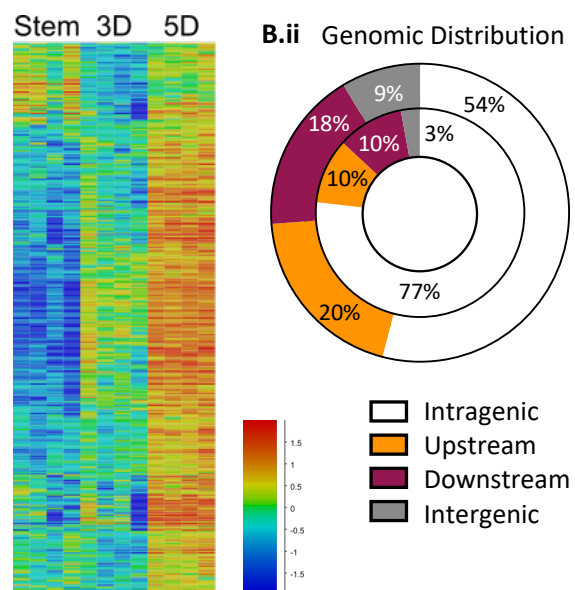 Stem 3D 5D
B.ii Genomic Distribution
9%
54%
18%
10%
3%
10%
77%
20%
Intragenic
Upstream
Downstream
Intergenic
1.5
1
0.5
0
-0.5
-1
-1.5